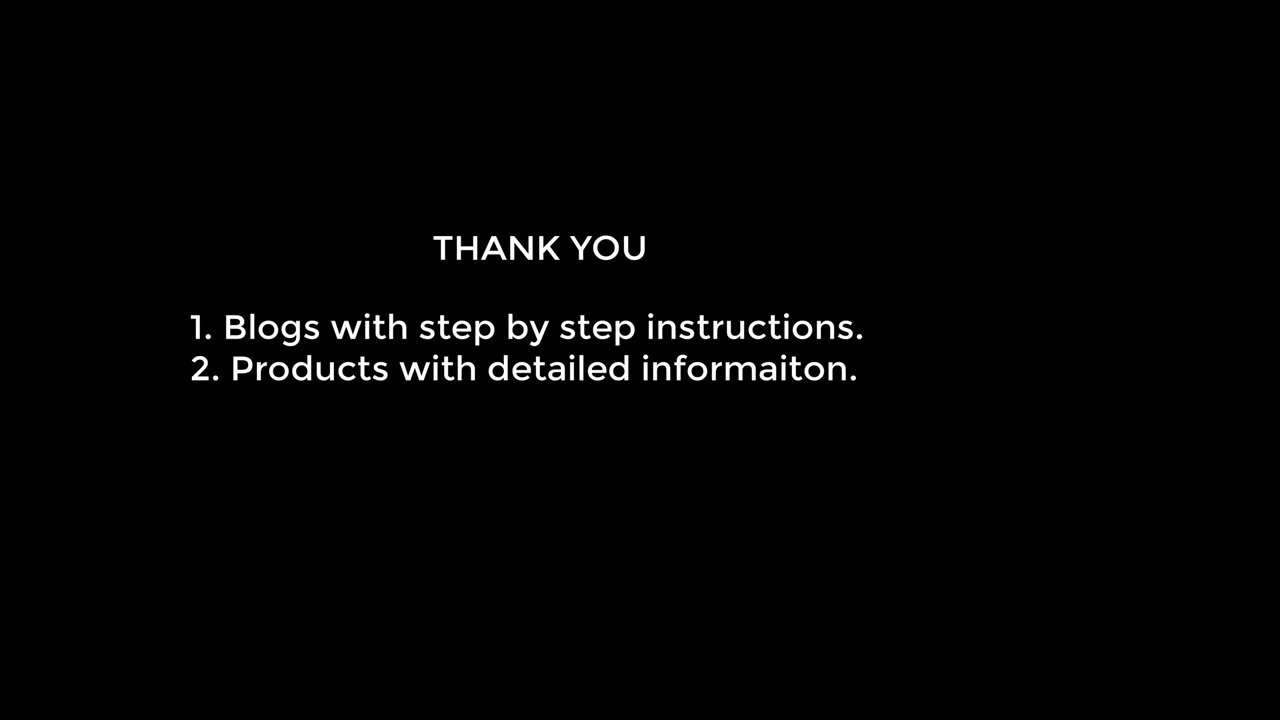 THANK YOU
1. Blogs with step by step instructions.
2. Products with detailed informaiton.